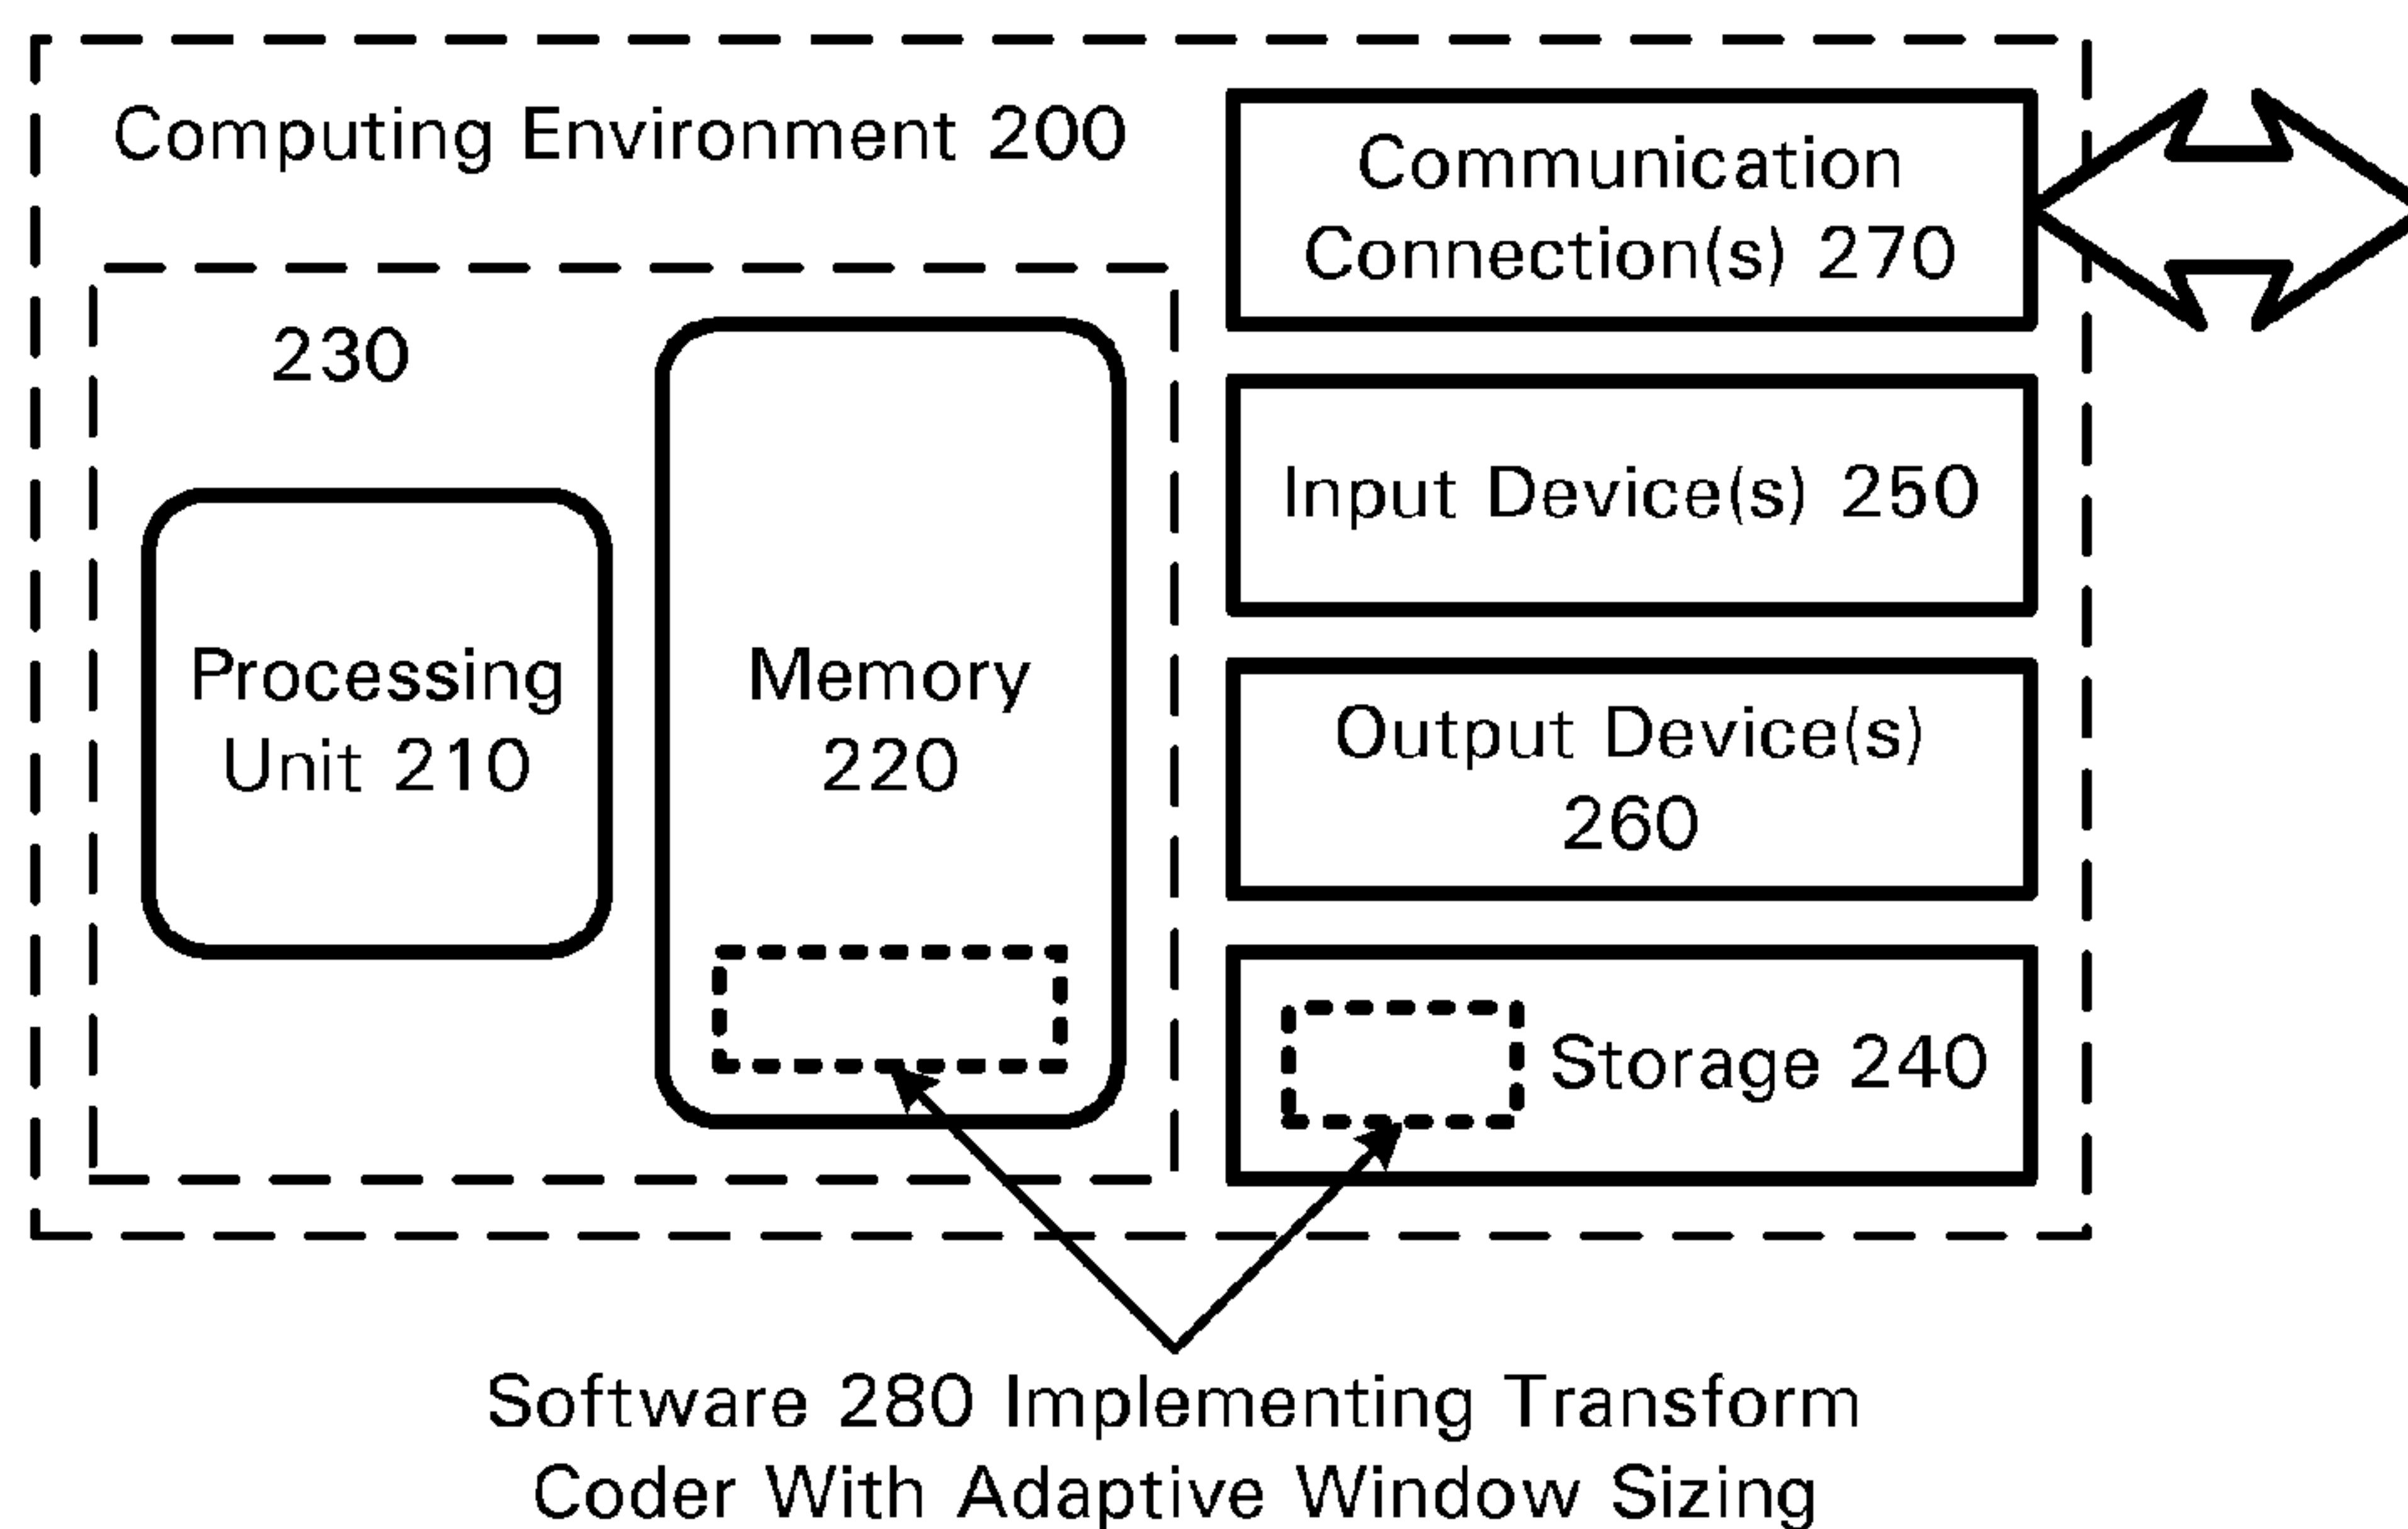 Computing Environment 200
230
Processing
Unit 210
Memory
220
Communication
Connection(s) 270
Input Device(s) 250
Output Device(s)
260
Storage 240
Software 280 Implementing Transform
Coder With Adaptive Window Sizing